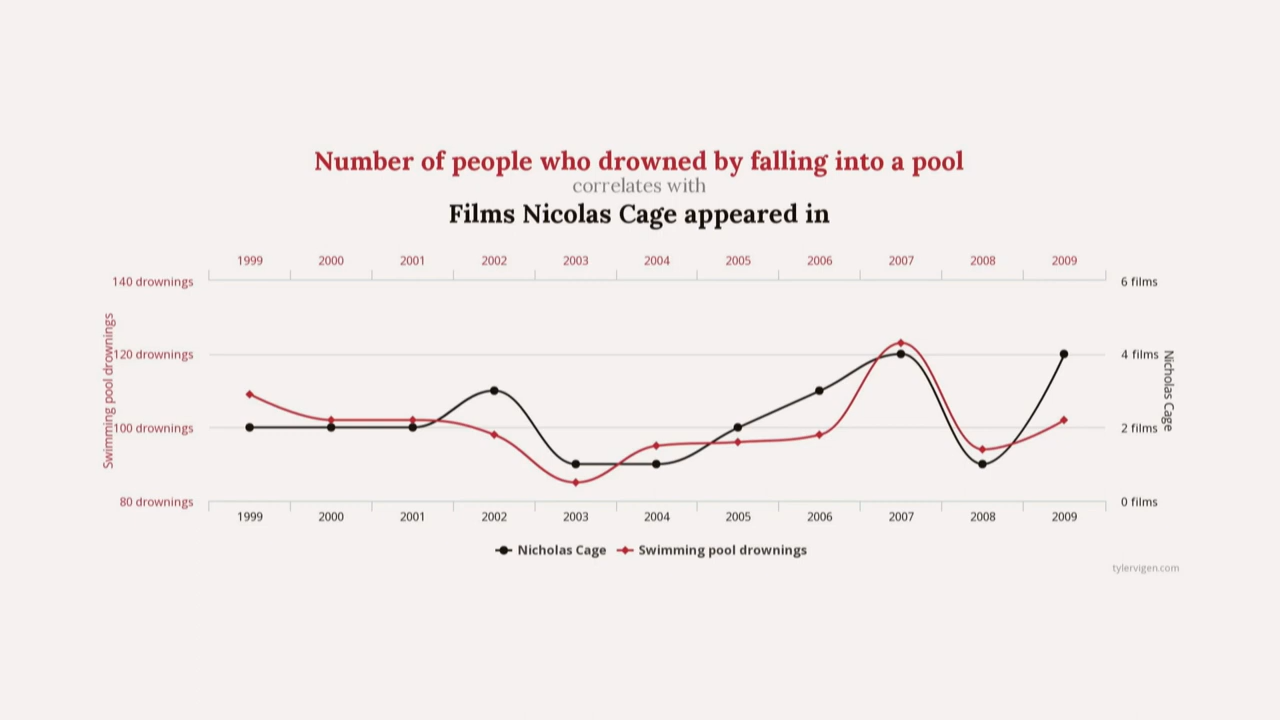 Number of people who drowned by falling into a pool
correlates with
Films Nicolas Cage appeared in
1999 2000 2001 2002 2003 2004 2005 2006 2007 2008 2009
140 drownings 6 films
120 drownings 4 films
100 drownings 2 films
80 drownings 0 films
Swimming pool drownings
Nicholas Cage
1999 2000 2001 2002 2003 2004 2005 2006 2007 2008 2009
Nicholas Cage Swimming pool drownings
tylervigen.com